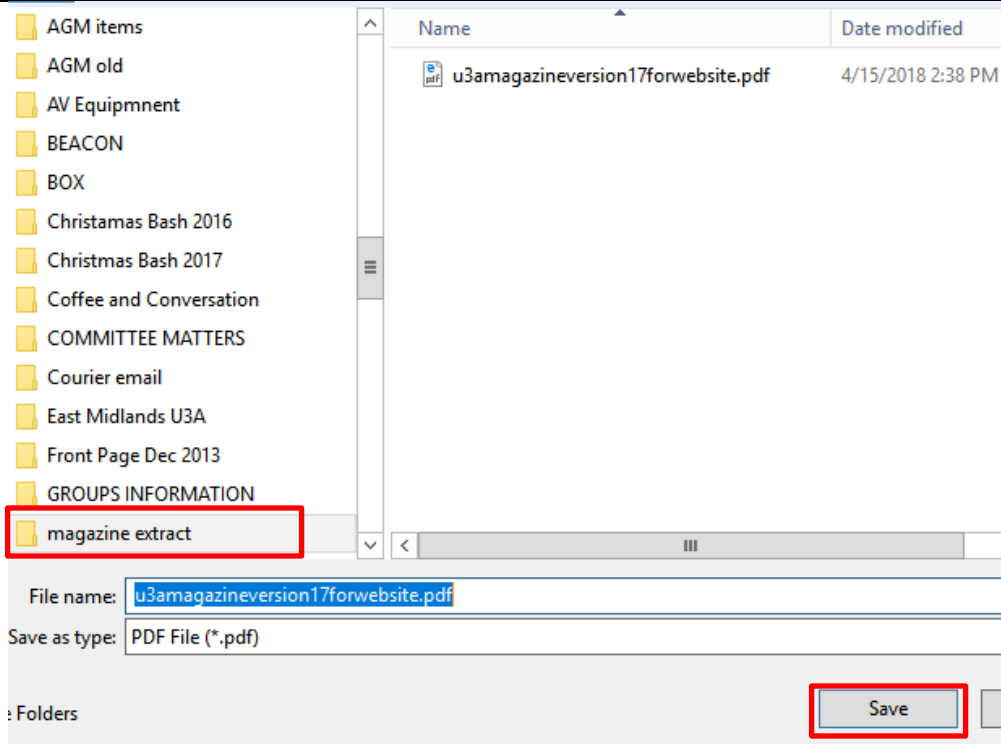 AGM items
AGM old
AV Equipmnent
BEACON
BOX
Christamas Bash 2016
Christmas Bash 2017
Coffee and Conversation
COMMITTEE MATTERS
Courier email
East Midlands U3A
Front Page Dec 2013
GROUPS INFORMATION
magazine extract
Name Date modified
u3amagazineversion17forwebsite.pdf 4/15/2018 2:38 PM
File name: u3amagazineversion17forwebsite.pdf
Save as type: PDF File (*.pdf)
Folders
Save